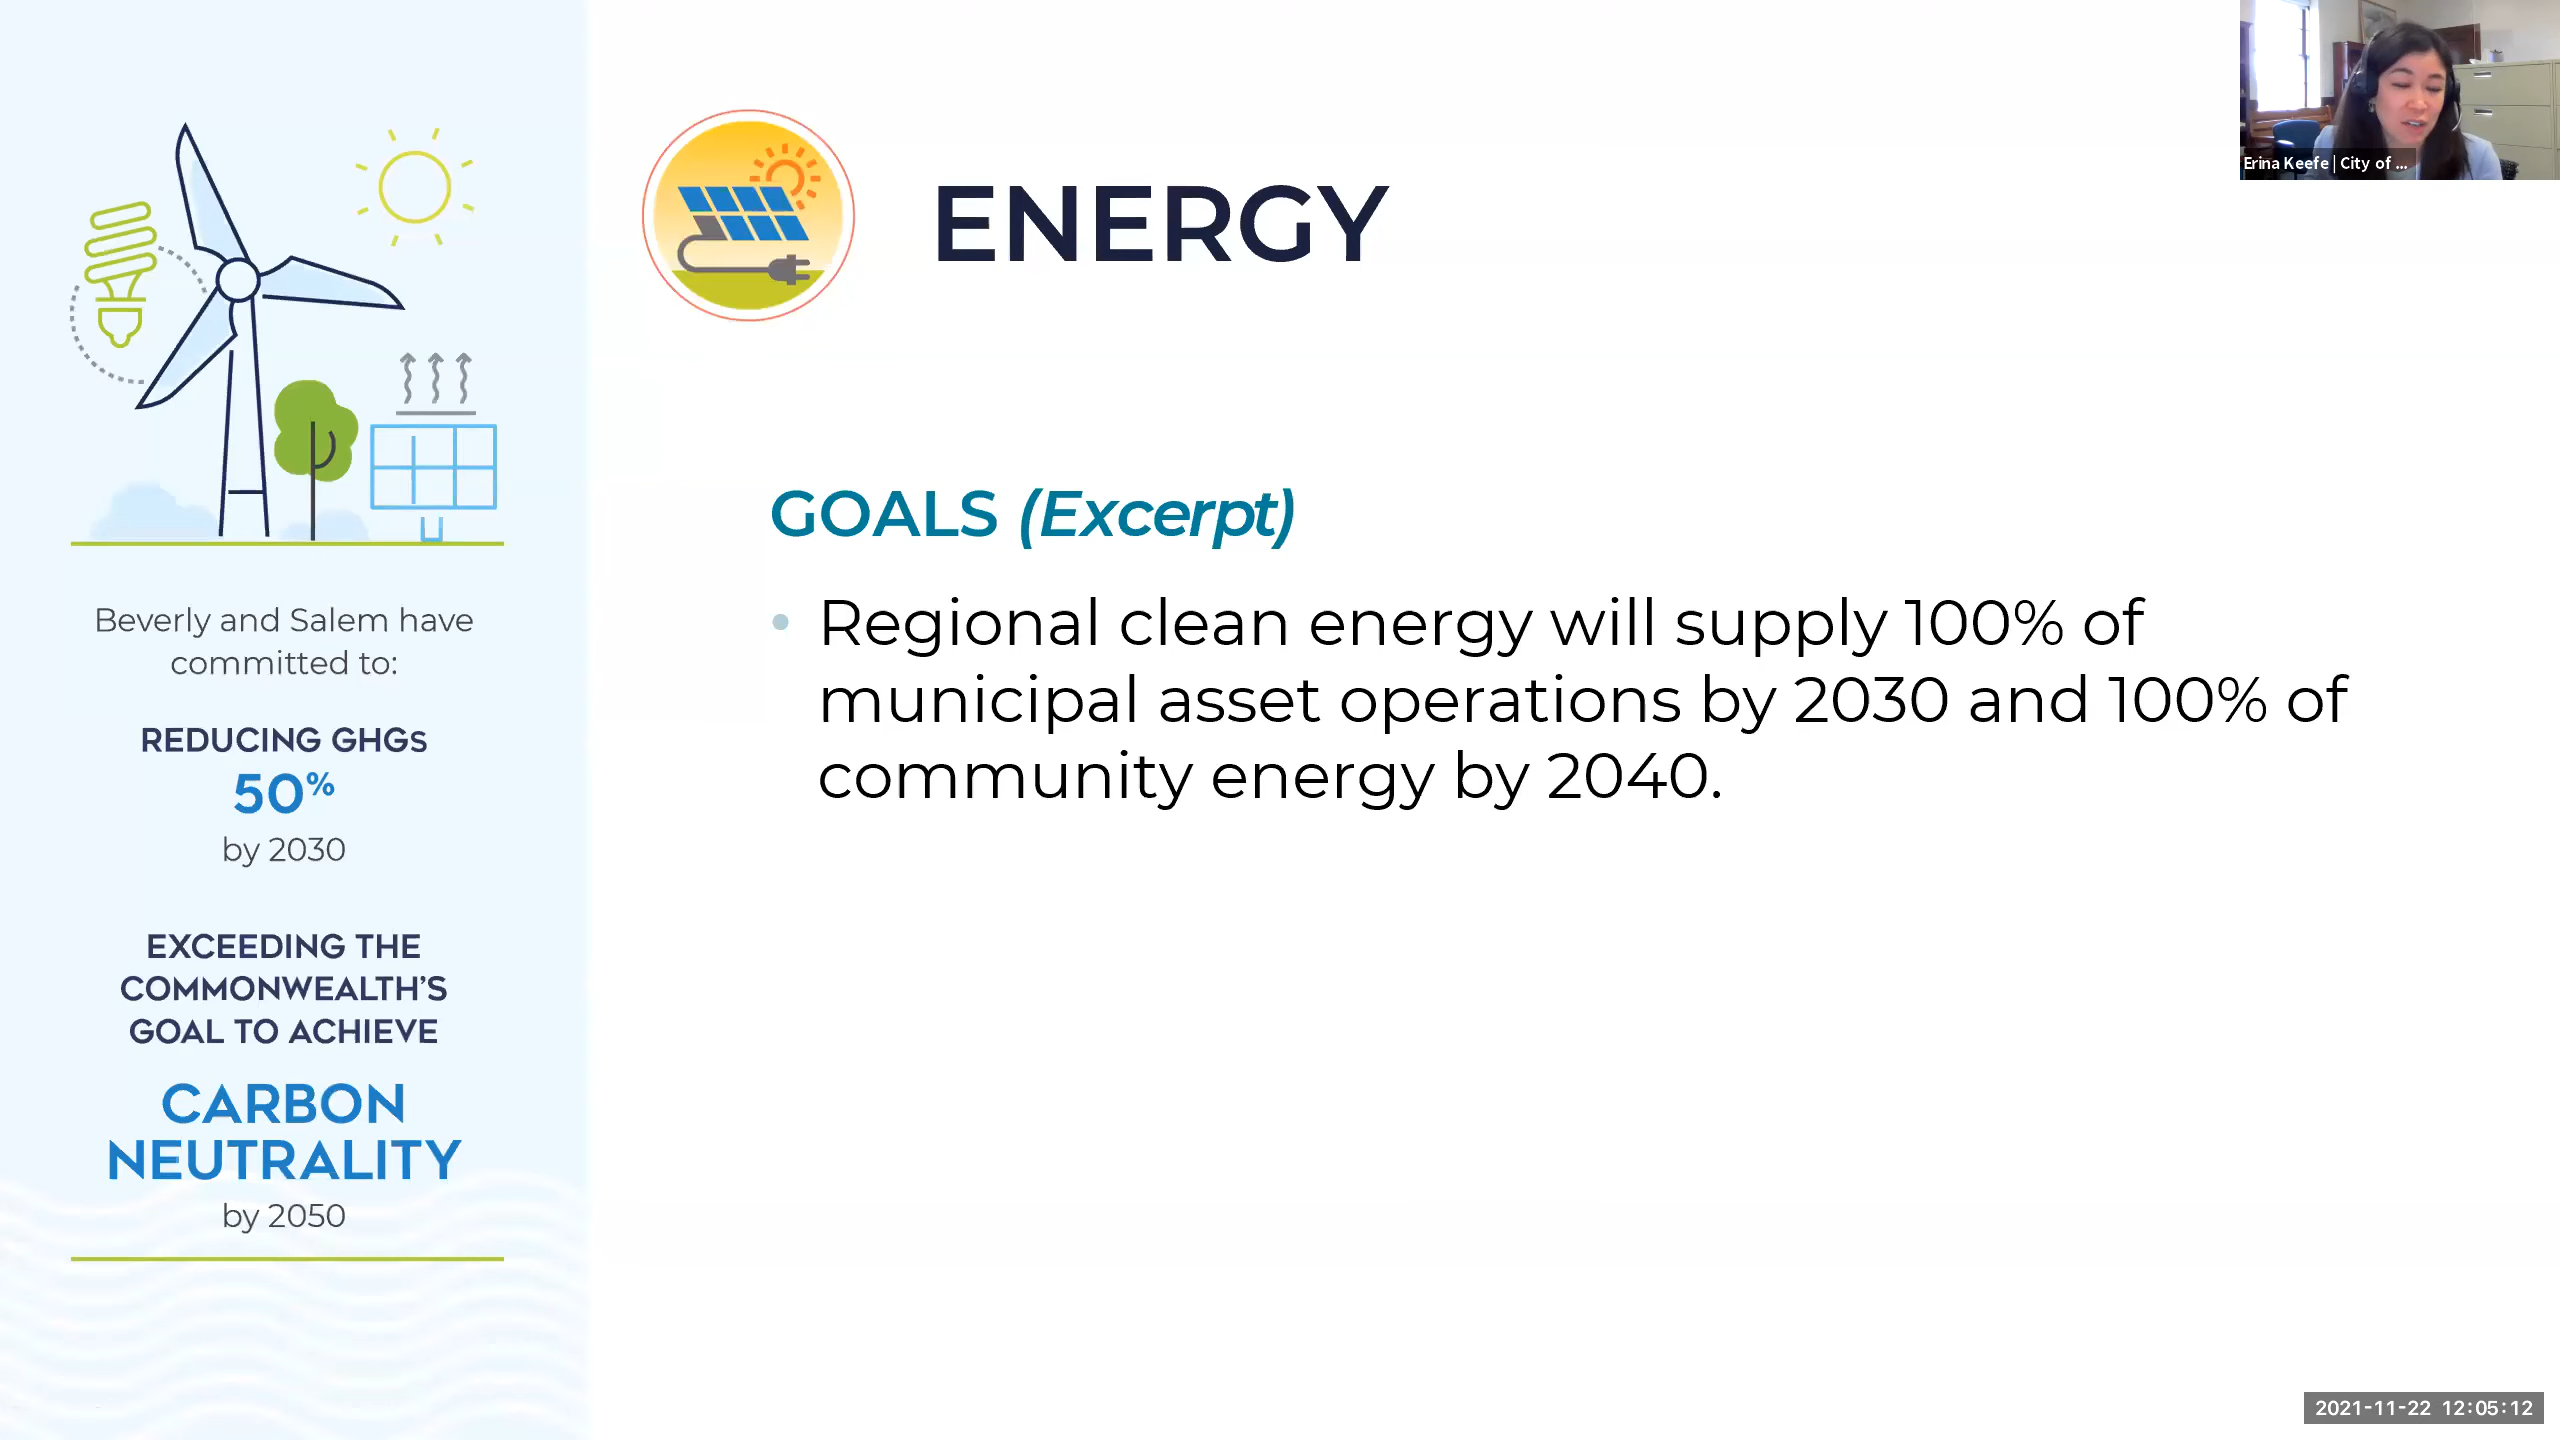 Beverly and Salem have
committed to:
REDUCING GHGs
50%
by 2030
EXCEEDING THE
COMMONWEALTH'S
GOAL TO ACHIEVE
CARBON
NEUTRALITY
by 2050
ENERGY
GOALS (Excerpt)
• Regional clean energy will supply 100% of
municipal asset operations by 2030 and 100% of
community energy by 2040.
Erina Keefe | City of ...
2021-11-22 12:05:12